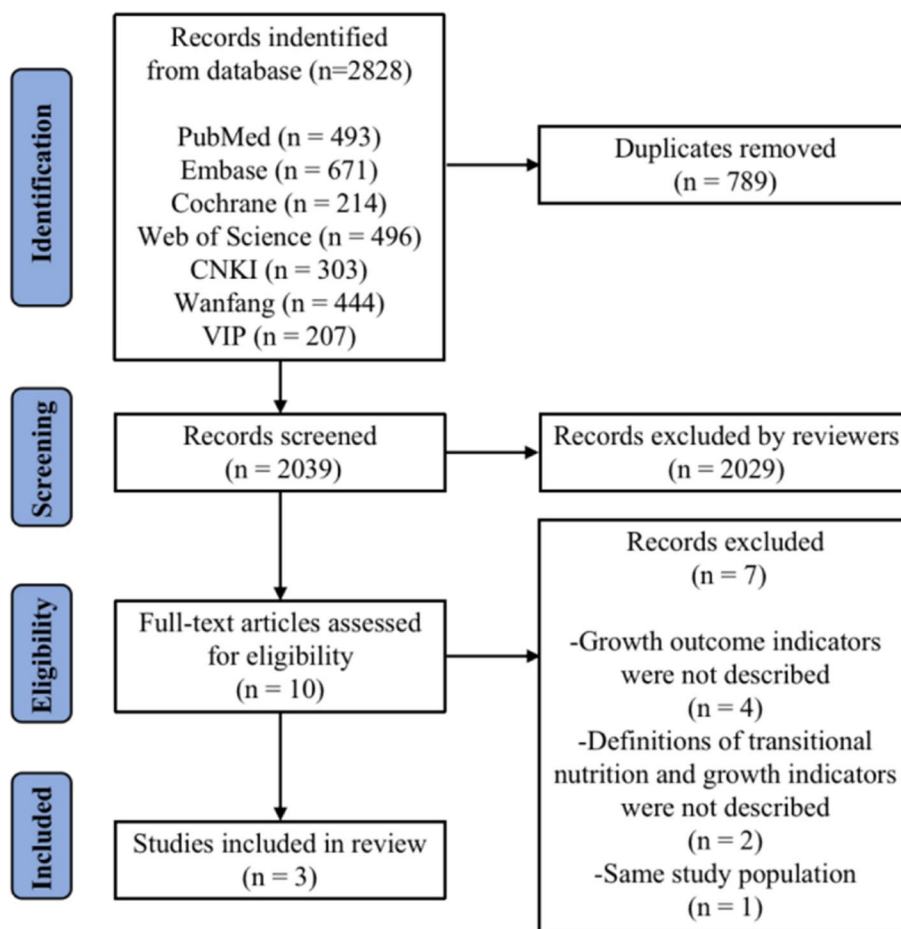 Identification
Records indentified
from database (n=2828)
PubMed (n = 493)
Embase (n = 671)
Cochrane (n = 214)
Web of Science (n = 496)
CNKI (n = 303)
Wanfang (n = 444)
VIP (n = 207)
Duplicates removed
(n = 789)
Screening
Records screened
(n = 2039)
Records excluded by reviewers
(n = 2029)
Eligibility
Full-text articles assessed
for eligibility
(n = 10)
Records excluded
(n = 7)
-Growth outcome indicators
were not described
(n = 4)
-Definitions of transitional
nutrition and growth indicators
were not described
(n = 2)
-Same study population
(n = 1)
Included
Studies included in review
(n = 3)